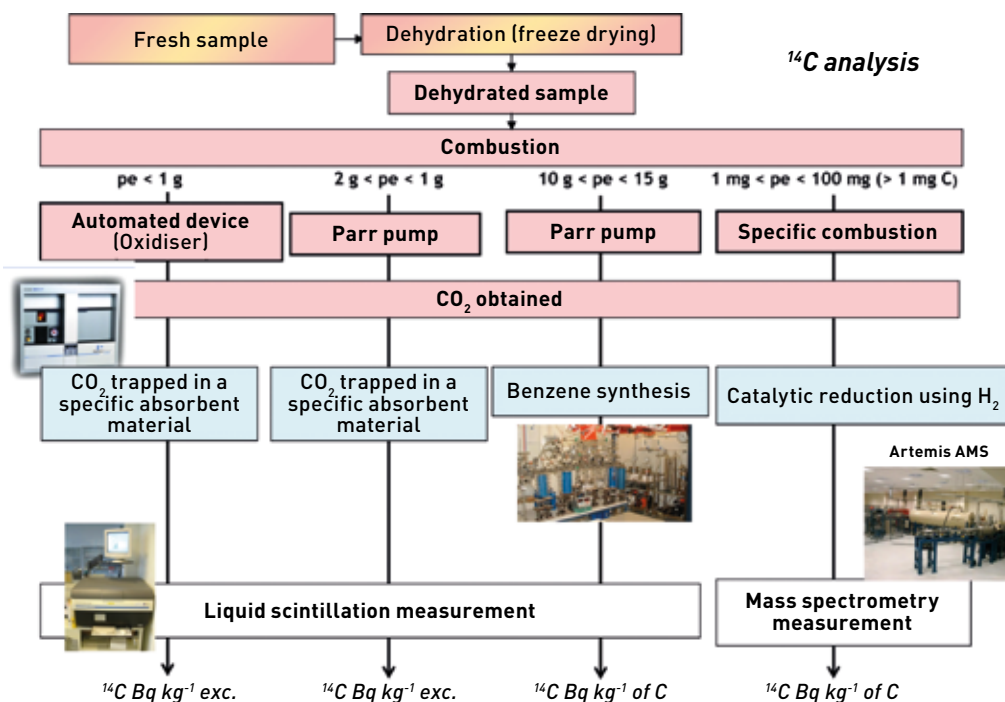 Fresh sample
Dehydration (freeze drying)
¹⁴C analysis
Dehydrated sample
Combustion
pe < 1 g
2 g < pe < 1 g
10 g < pe < 15 g
1 mg < pe < 100 mg (> 1 mg C)
Automated device
(Oxidiser)
Parr pump
Parr pump
Specific combustion
CO₂ obtained
CO₂ trapped in a
specific absorbent
material
CO₂ trapped in a
specific absorbent
material
Benzene synthesis
Catalytic reduction using H₂
Artemis AMS
Liquid scintillation measurement
Mass spectrometry
measurement
¹⁴C Bq kg⁻¹ exc.
¹⁴C Bq kg⁻¹ exc.
¹⁴C Bq kg⁻¹ of C
¹⁴C Bq kg⁻¹ of C